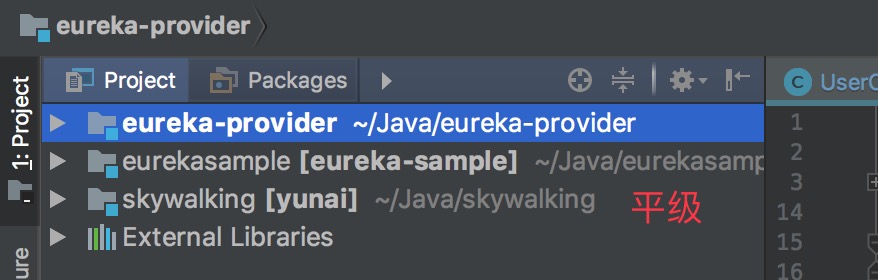 eureka-provider
1: Project
Project
Packages
UserC
eureka-provider ~/Java/eureka-provider
eurekasample [eureka-sample] ~/Java/eurekasamp
skywalking [yunai] ~/Java/skywalking
平级
External Libraries
1
2
3
14
15
16
ure